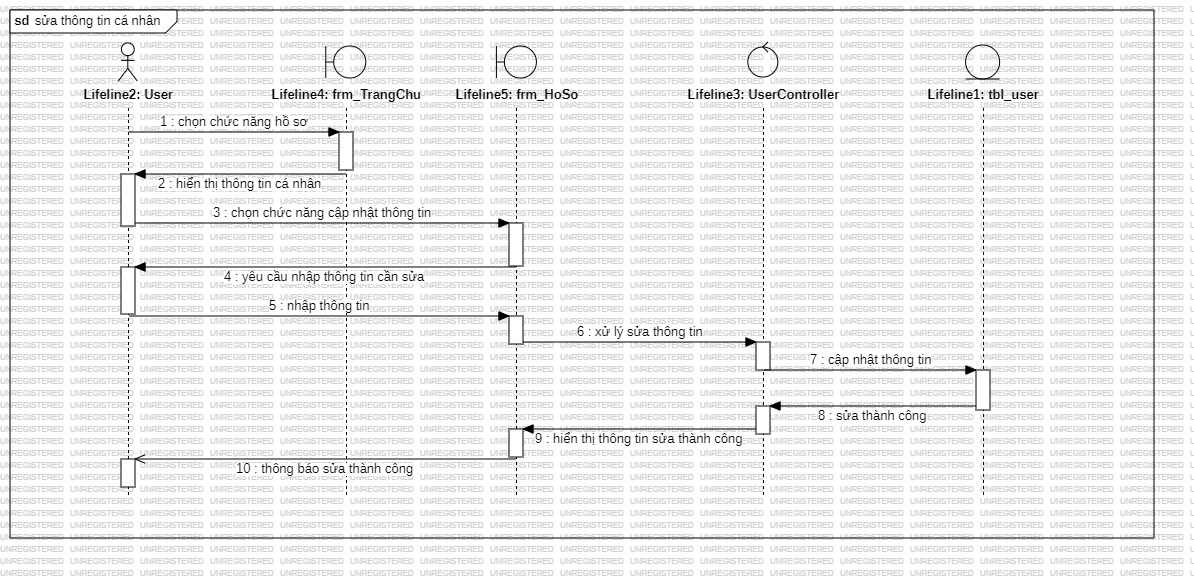 sd sửa thông tin cá nhân
Lifeline2: User
Lifeline4: frm_TrangChu
Lifeline5: frm_HoSo
Lifeline3: UserController
Lifeline1: tbl_user
1 : chọn chức năng hồ sơ
2 : hiển thị thông tin cá nhân
3 : chọn chức năng cập nhật thông tin
4 : yêu cầu nhập thông tin cần sửa
5 : nhập thông tin
6 : xử lý sửa thông tin
7 : cập nhật thông tin
8 : sửa thành công
9 : hiển thị thông tin sửa thành công
10 : thông báo sửa thành công
UNREGISTERED